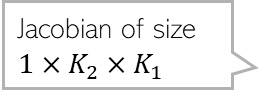 Jacobian of size
1 × K₂ × K₁